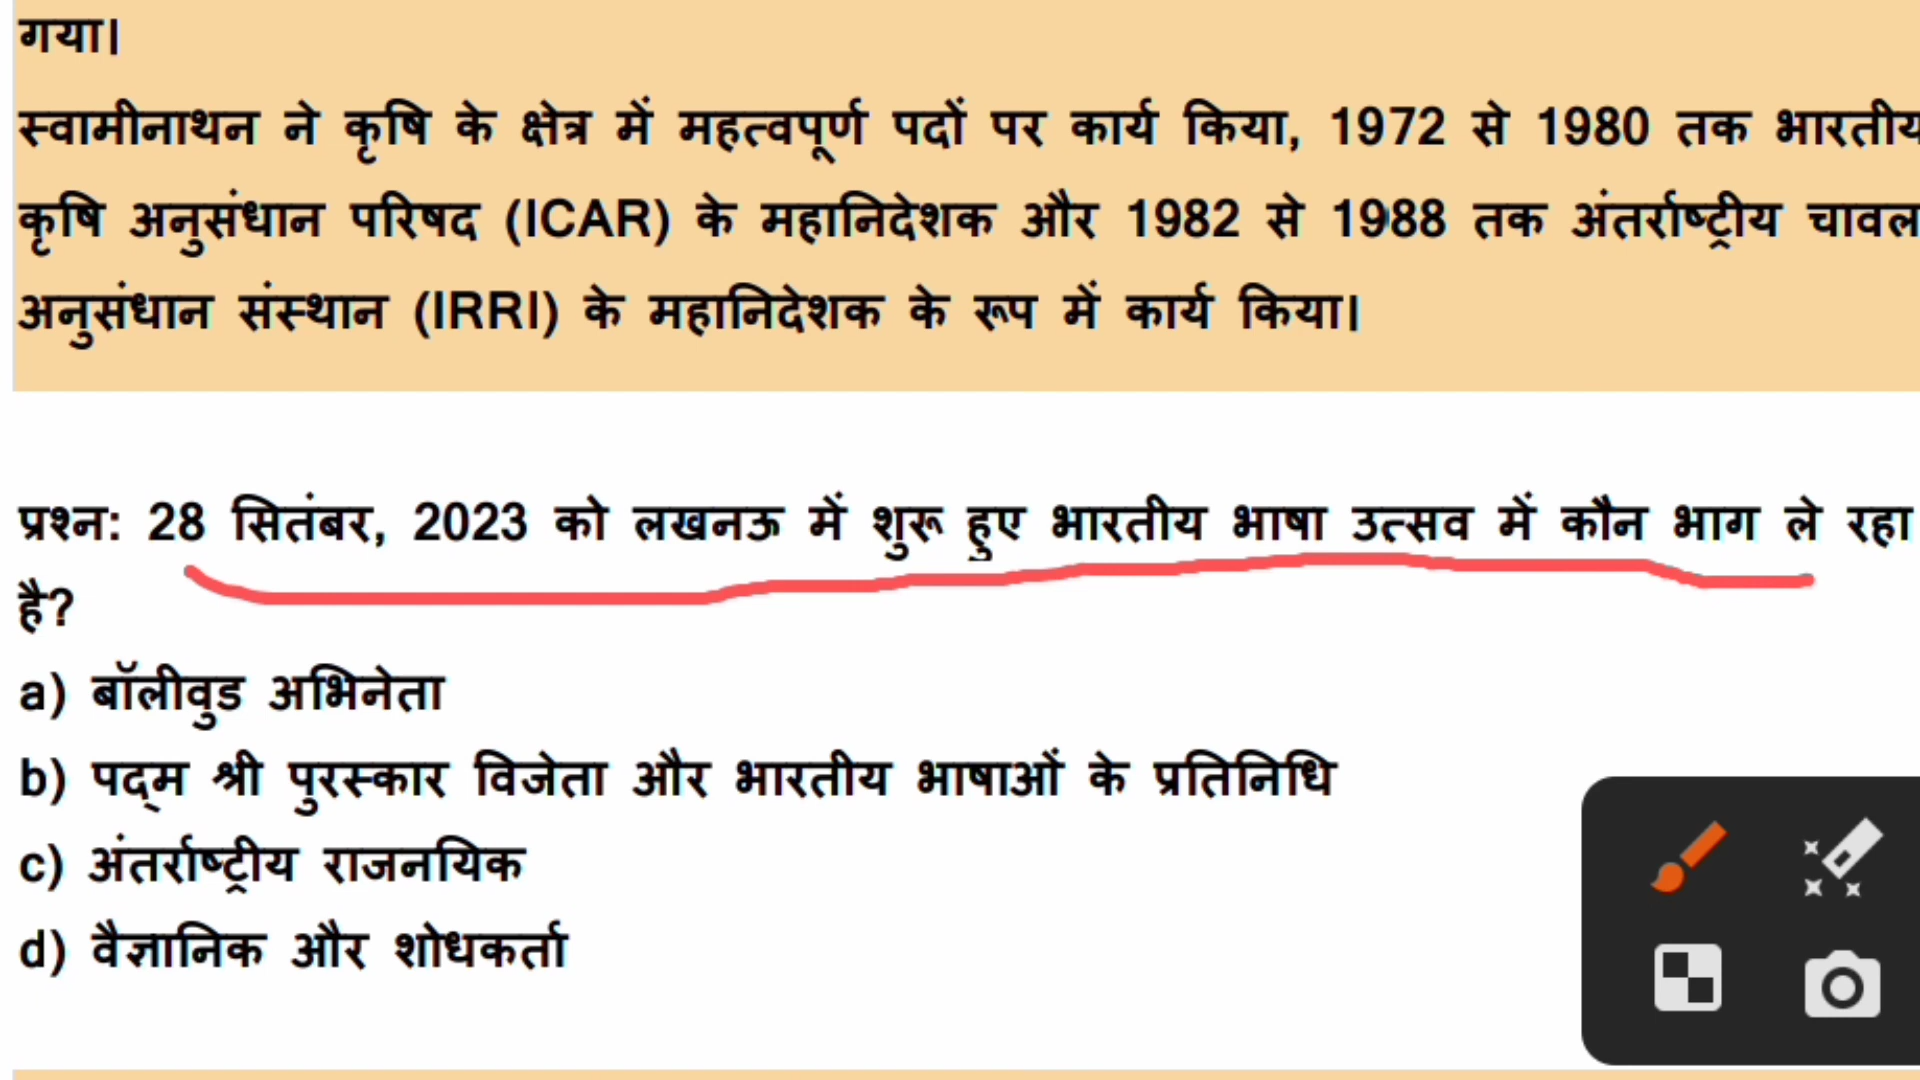 गया।
स्वामीनाथन ने कृषि के क्षेत्र में महत्वपूर्ण पदों पर कार्य किया, 1972 से 1980 तक भारतीय
कृषि अनुसंधान परिषद (ICAR) के महानिदेशक और 1982 से 1988 तक अंतर्राष्ट्रीय चावल
अनुसंधान संस्थान (IRRI) के महानिदेशक के रूप में कार्य किया।
प्रश्न: 28 सितंबर, 2023 को लखनऊ में शुरू हुए भारतीय भाषा उत्सव में कौन भाग ले रहा
है?
a) बॉलीवुड अभिनेता
b) पद्म श्री पुरस्कार विजेता और भारतीय भाषाओं के प्रतिनिधि
c) अंतर्राष्ट्रीय राजनयिक
d) वैज्ञानिक और शोधकर्ता